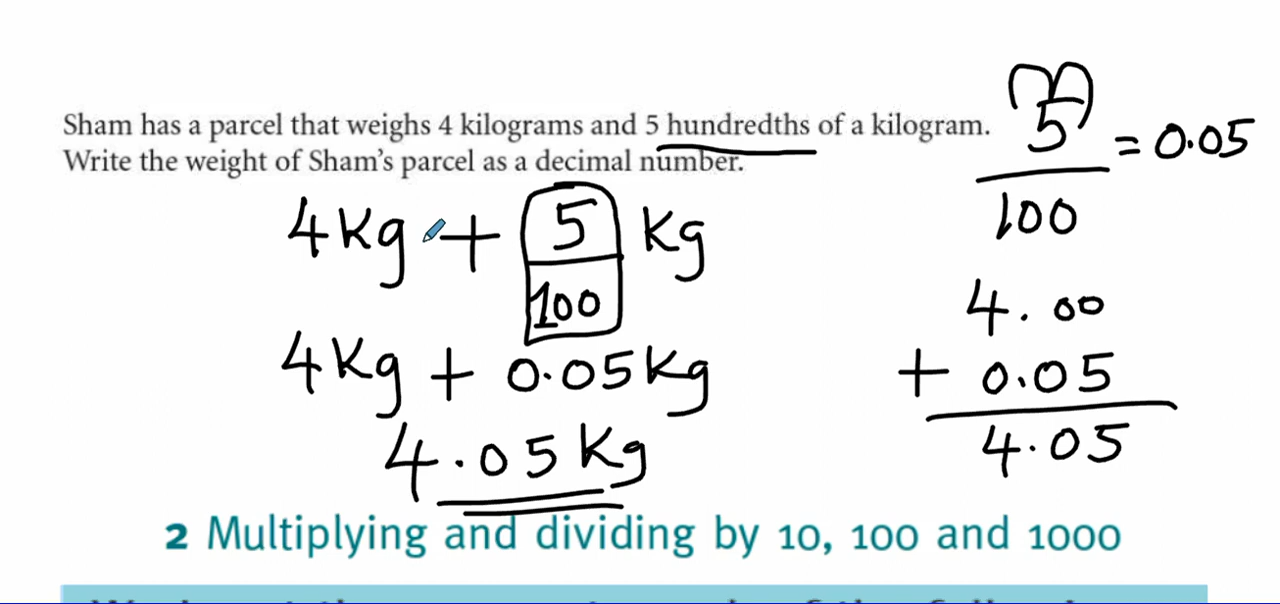 Sham has a parcel that weighs 4 kilograms and 5 hundredths of a kilogram.
Write the weight of Sham's parcel as a decimal number.
5/100 = 0.05
4kg + 5/100 kg
4kg + 0.05kg
4.05kg
4.00
+ 0.05
4.05
2 Multiplying and dividing by 10, 100 and 1000